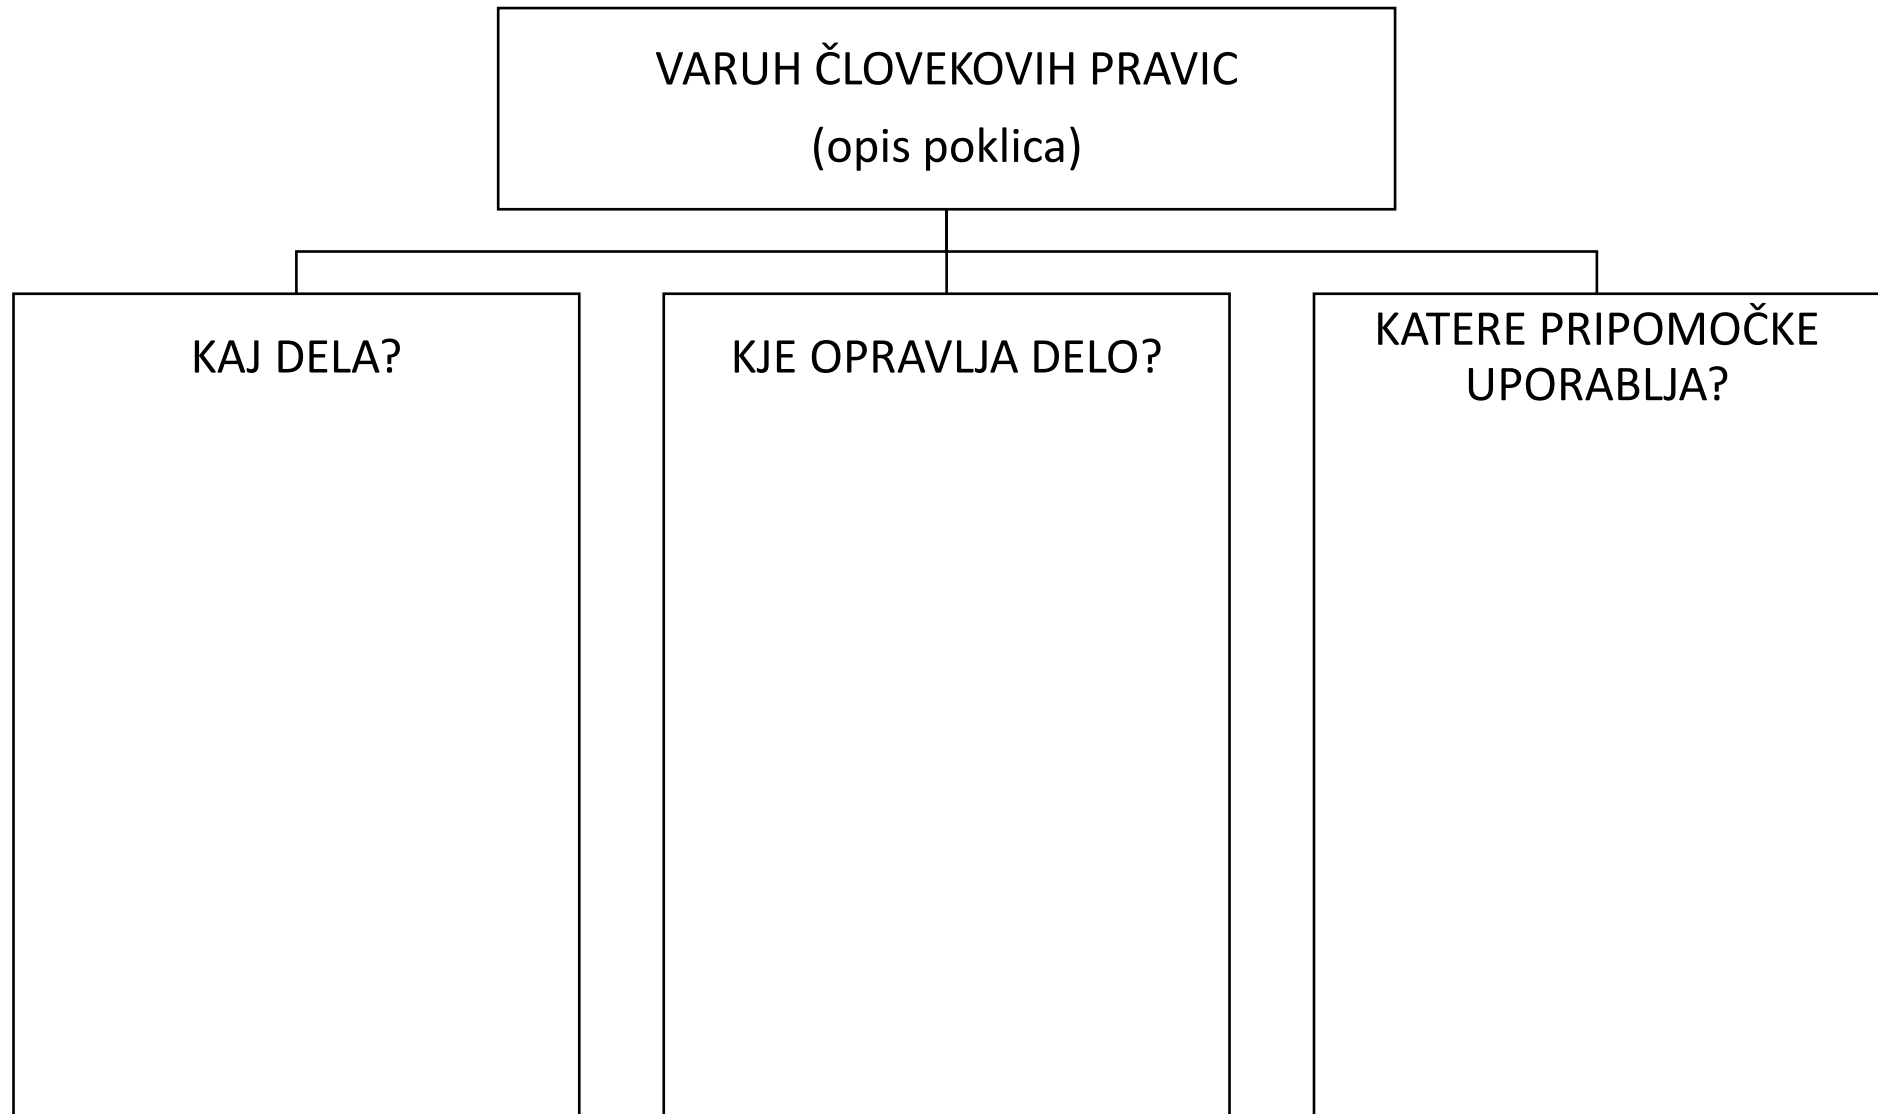 VARUH ČLOVEKOVIH PRAVIC
(opis poklica)
KAJ DELA?
KJE OPRAVLJA DELO?
KATERE PRIPOMOČKE
UPORABLJA?